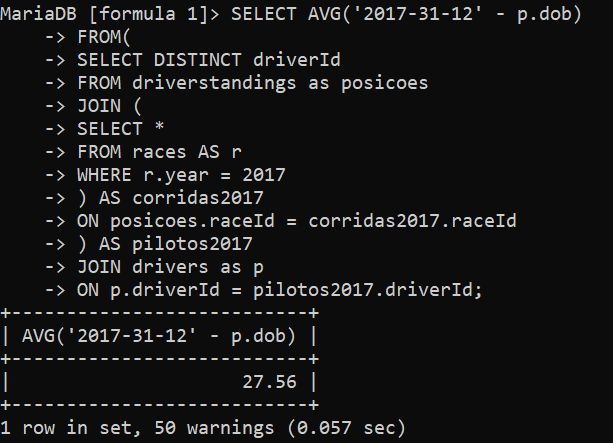 MariaDB [formula 1]> SELECT AVG('2017-31-12' - p.dob)
    -> FROM(
    -> SELECT DISTINCT driverId
    -> FROM driverstandings as posicoes
    -> JOIN (
    -> SELECT *
    -> FROM races AS r
    -> WHERE r.year = 2017
    -> ) AS corridas2017
    -> ON posicoes.raceId = corridas2017.raceId
    -> ) AS pilotos2017
    -> JOIN drivers as p
    -> ON p.driverId = pilotos2017.driverId;
+---------------------------+
| AVG('2017-31-12' - p.dob) |
+---------------------------+
|                     27.56 |
+---------------------------+
1 row in set, 50 warnings (0.057 sec)